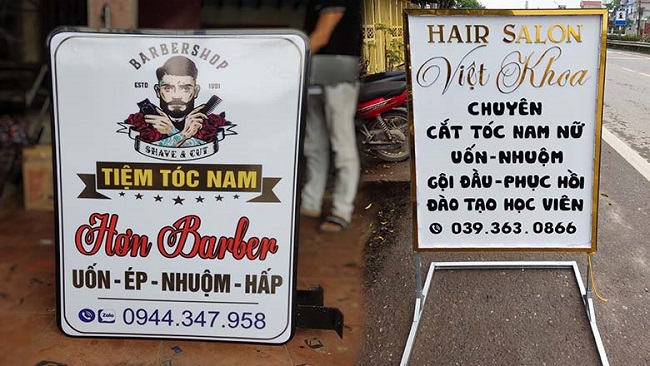 BARBERSHOP
ESTD 1991
SHAVE & CUT
TIỆM TÓC NAM
Hơn Barber
UỐN - ÉP - NHUỘM - HẤP
Zalo 0944.347.958
HAIR SALON
Việt Khoa
CHUYÊN
CẮT TÓC NAM NỮ
UỐN-NHUỘM
GỘI ĐẦU-PHỤC HỒI
ĐÀO TẠO HỌC VIÊN
039.363.0866